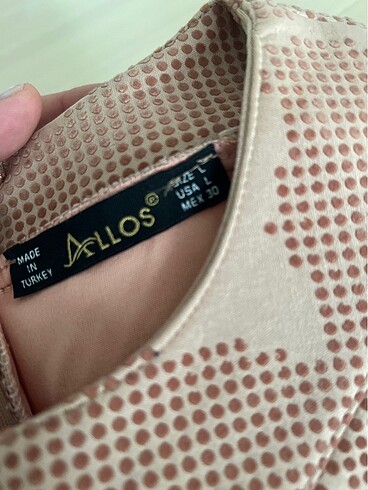 MADE
IN
TURKEY
ALLOS
SIZE L
USA L
MEX 30